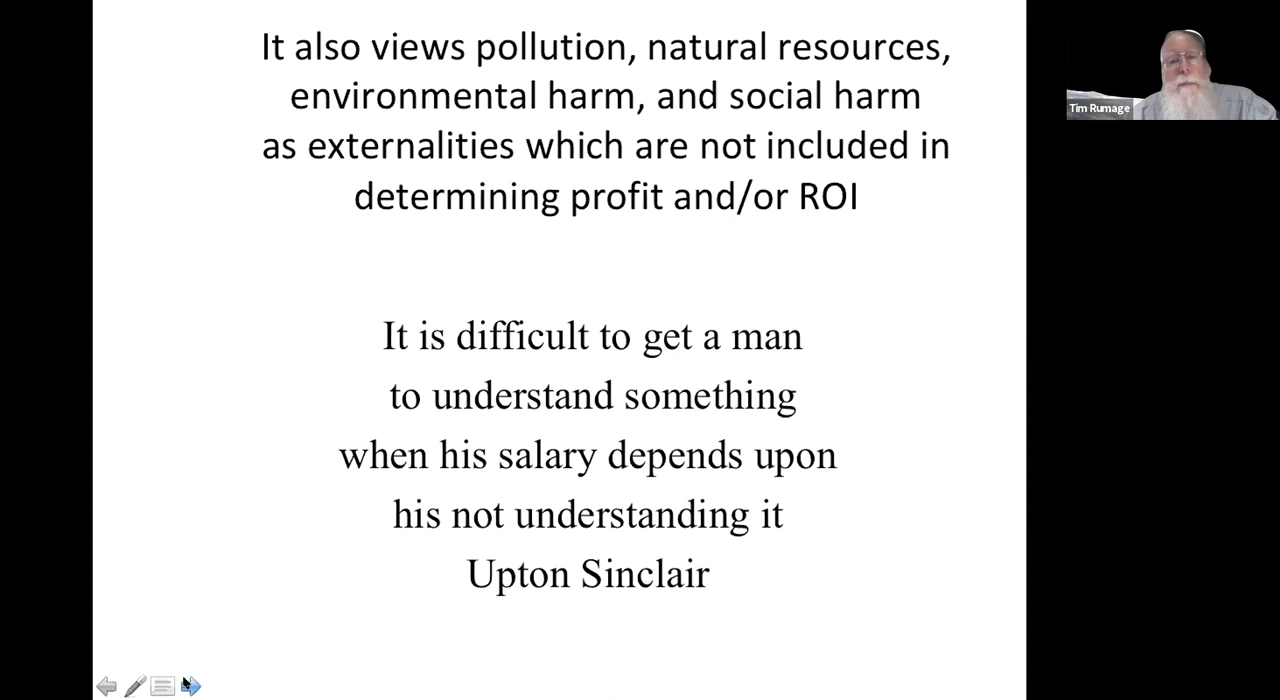 It also views pollution, natural resources,
environmental harm, and social harm
as externalities which are not included in
determining profit and/or ROI
It is difficult to get a man
to understand something
when his salary depends upon
his not understanding it
Upton Sinclair
Tim Rumage